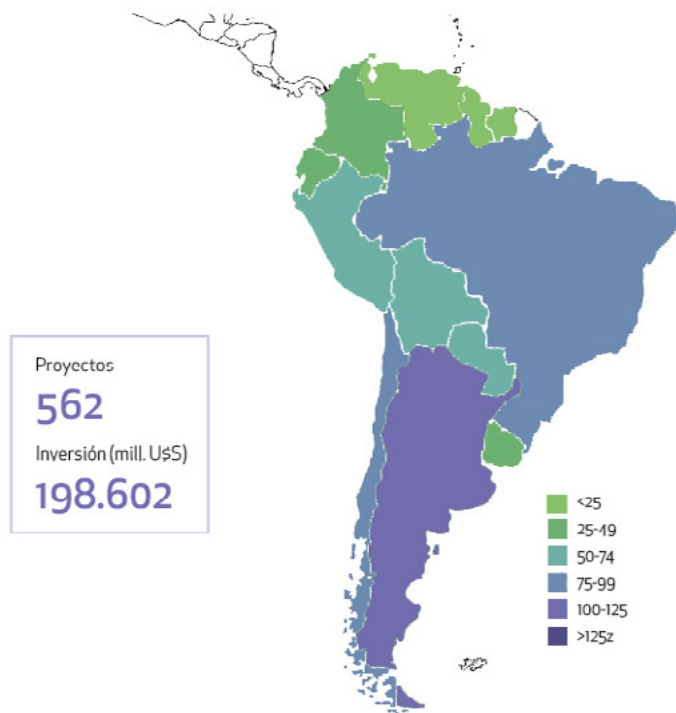 Proyectos
562
Inversión (mill. U$S)
198.602
<25
25-49
50-74
75-99
100-125
>125z